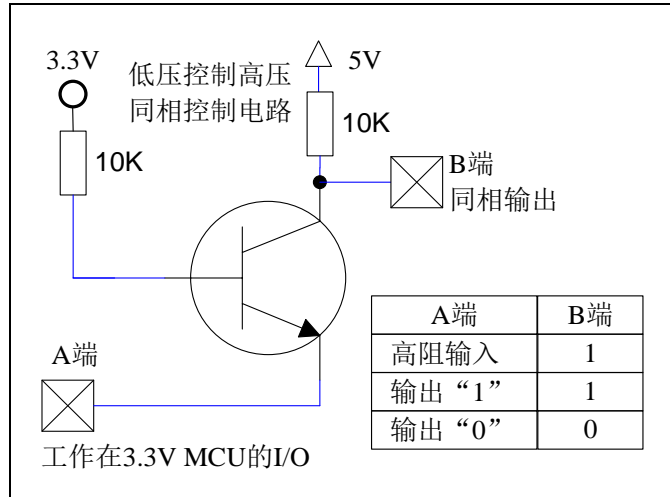 3.3V
低压控制高压
同相控制电路
5V
10K
10K
B端
同相输出
A端
工作在3.3V MCU的I/O
A端 B端
高阻输入 1
输出“1” 1
输出“0” 0